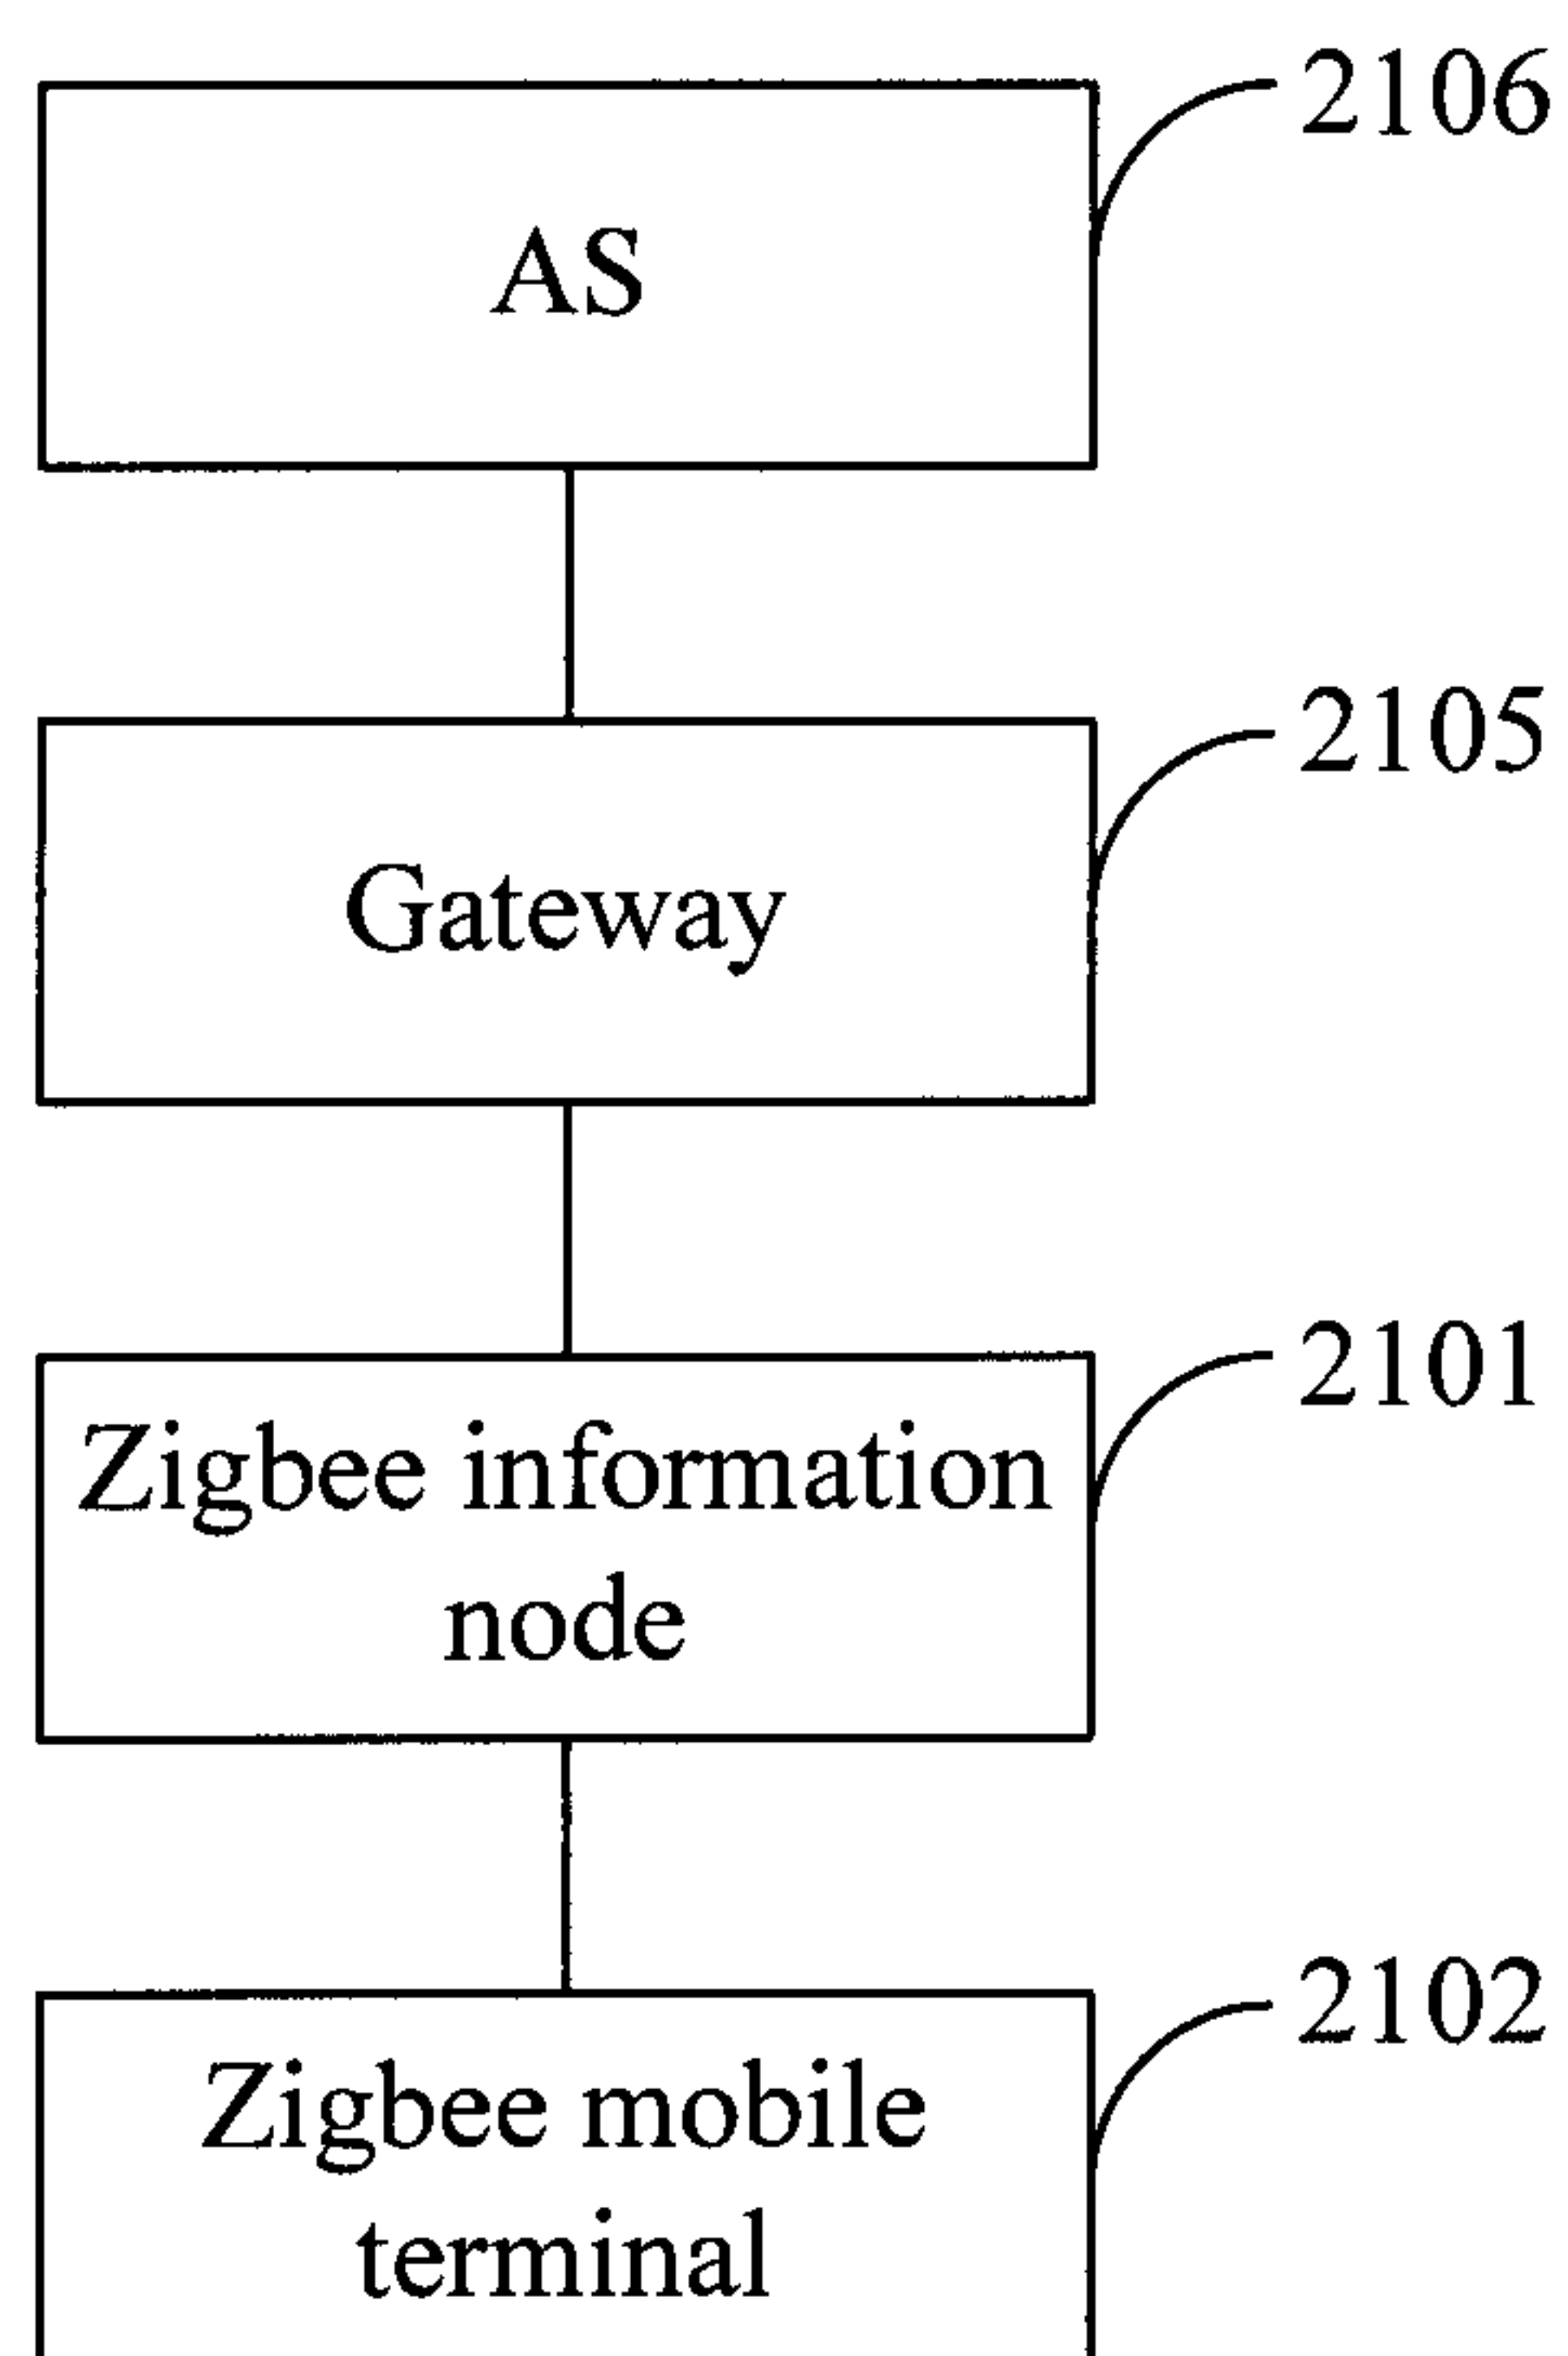 2106
AS
2105
Gateway
2101
Zigbee information
node
2102
Zigbee mobile
terminal